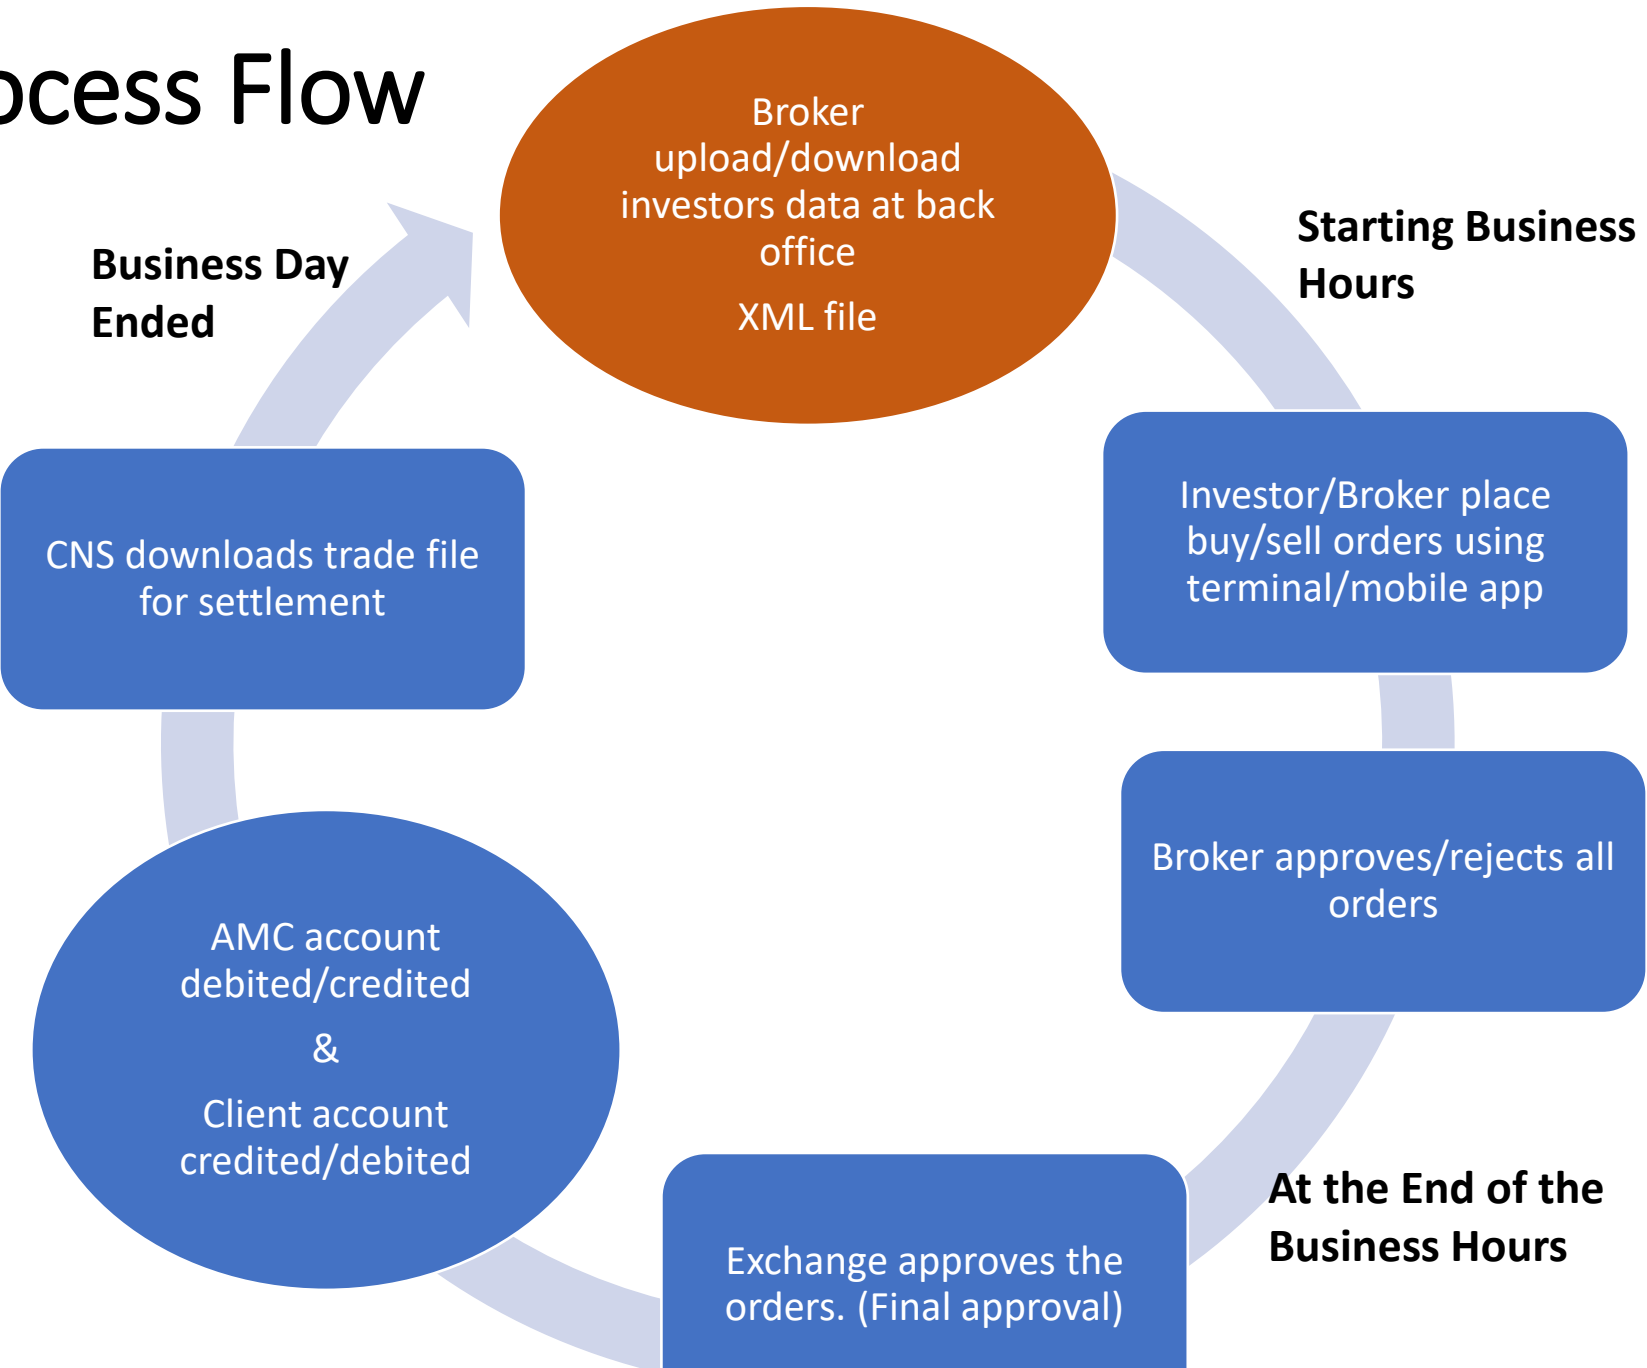 ocess Flow
Broker
upload/download
investors data at back
office
XML file
Starting Business
Hours
Investor/Broker place
buy/sell orders using
terminal/mobile app
Broker approves/rejects all
orders
At the End of the
Business Hours
Exchange approves the
orders. (Final approval)
AMC account
debited/credited
&
Client account
credited/debited
CNS downloads trade file
for settlement
Business Day
Ended